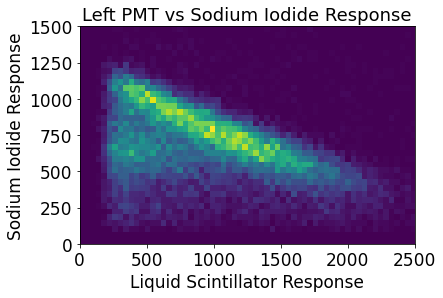 Left PMT vs Sodium Iodide Response
Sodium Iodide Response
1500
1250
1000
750
500
250
0
0 500 1000 1500 2000 2500
Liquid Scintillator Response